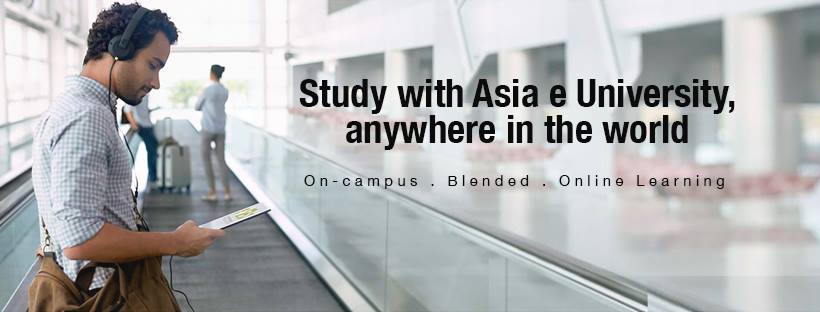 Study with Asia e University,
anywhere in the world
On-campus . Blended . Online Learning